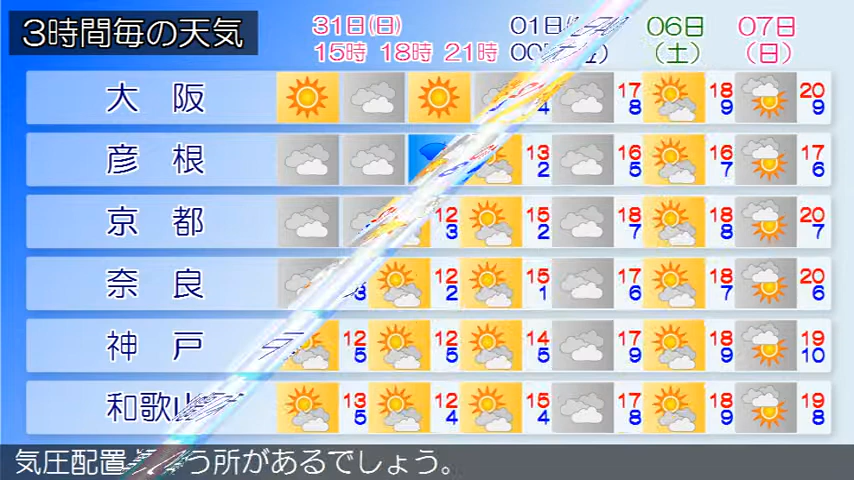 3時間毎の天気
31日(日) 01日 06日 07日
15時 18時 21時 (土) (日)
大阪 4 17 8 18 9 20 9
彦根 13 2 16 5 16 7 17 6
京都 12 3 15 2 18 7 18 8 20 7
奈良 3 12 2 15 1 17 6 18 7 20 6
神戸 12 5 12 5 14 5 17 9 18 9 19 10
和歌山 13 5 12 4 15 4 17 8 18 9 19 8
気圧配置 う所があるでしょう。